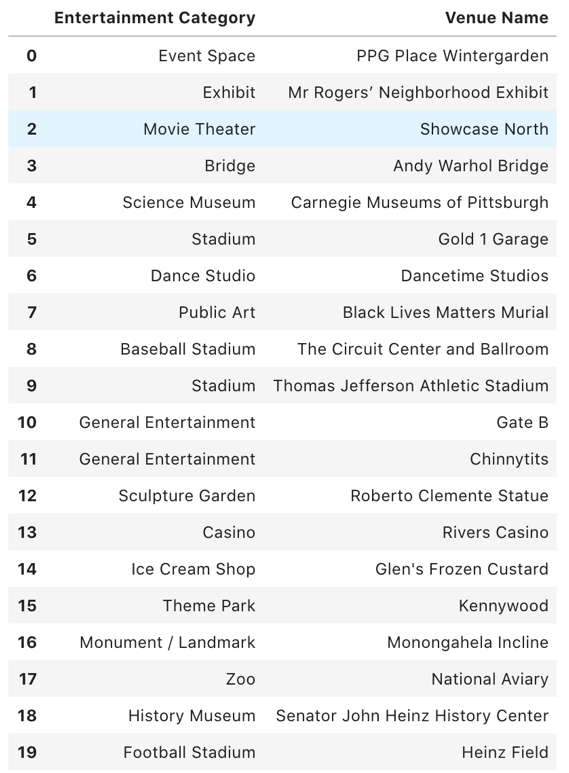 Entertainment Category Venue Name
0 Event Space PPG Place Wintergarden
1 Exhibit Mr Rogers’ Neighborhood Exhibit
2 Movie Theater Showcase North
3 Bridge Andy Warhol Bridge
4 Science Museum Carnegie Museums of Pittsburgh
5 Stadium Gold 1 Garage
6 Dance Studio Dancetime Studios
7 Public Art Black Lives Matters Murial
8 Baseball Stadium The Circuit Center and Ballroom
9 Stadium Thomas Jefferson Athletic Stadium
10 General Entertainment Gate B
11 General Entertainment Chinnytits
12 Sculpture Garden Roberto Clemente Statue
13 Casino Rivers Casino
14 Ice Cream Shop Glen's Frozen Custard
15 Theme Park Kennywood
16 Monument / Landmark Monongahela Incline
17 Zoo National Aviary
18 History Museum Senator John Heinz History Center
19 Football Stadium Heinz Field